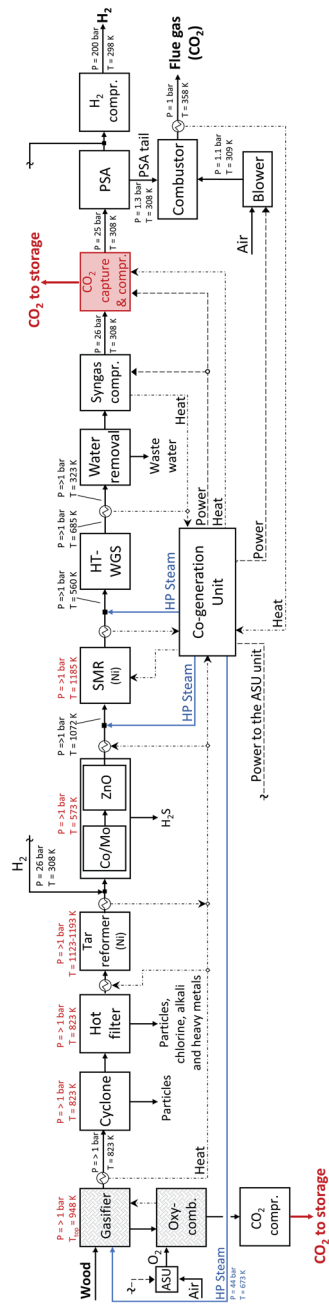 Wood
P = > 1 bar
T_top = 948 K
Gasifier
Oxy-
comb.
O₂
ASU
Air
CO₂
compr.
CO₂ to storage
HP Steam
P = 44 bar
T = 673 K
P = > 1 bar
T = 823 K
Heat
P = > 1 bar
T = 823 K
Cyclone
Particles
P = > 1 bar
T = 823 K
Hot
filter
Particles,
chlorine, alkali
and heavy metals
P = >1 bar
T = 1123-1193 K
Tar
reformer
(Ni)
H₂
P = 26 bar
T = 308 K
P = >1 bar
T = 573 K
Co/Mo
ZnO
H₂S
P =>1 bar
T = 1072 K
P = >1 bar
T = 1185 K
SMR
(Ni)
HP Steam
HP Steam
P =>1 bar
T = 560 K
HT-
WGS
P =>1 bar
T = 685 K
P =>1 bar
T = 323 K
Water
removal
Waste
water
Syngas
compr.
Heat
P = 26 bar
T = 308 K
CO₂ to storage
CO₂
capture
& compr.
P = 25 bar
T = 308 K
PSA
P = 1.3 bar
T = 308 K
PSA tail
H₂
compr.
P = 200 bar
T = 298 K
H₂
Combustor
P = 1 bar
T = 358 K
Flue gas
(CO₂)
P = 1.1 bar
T = 309 K
Blower
Air
Co-generation
Unit
Power
Heat
Power
Heat
Power to the ASU unit